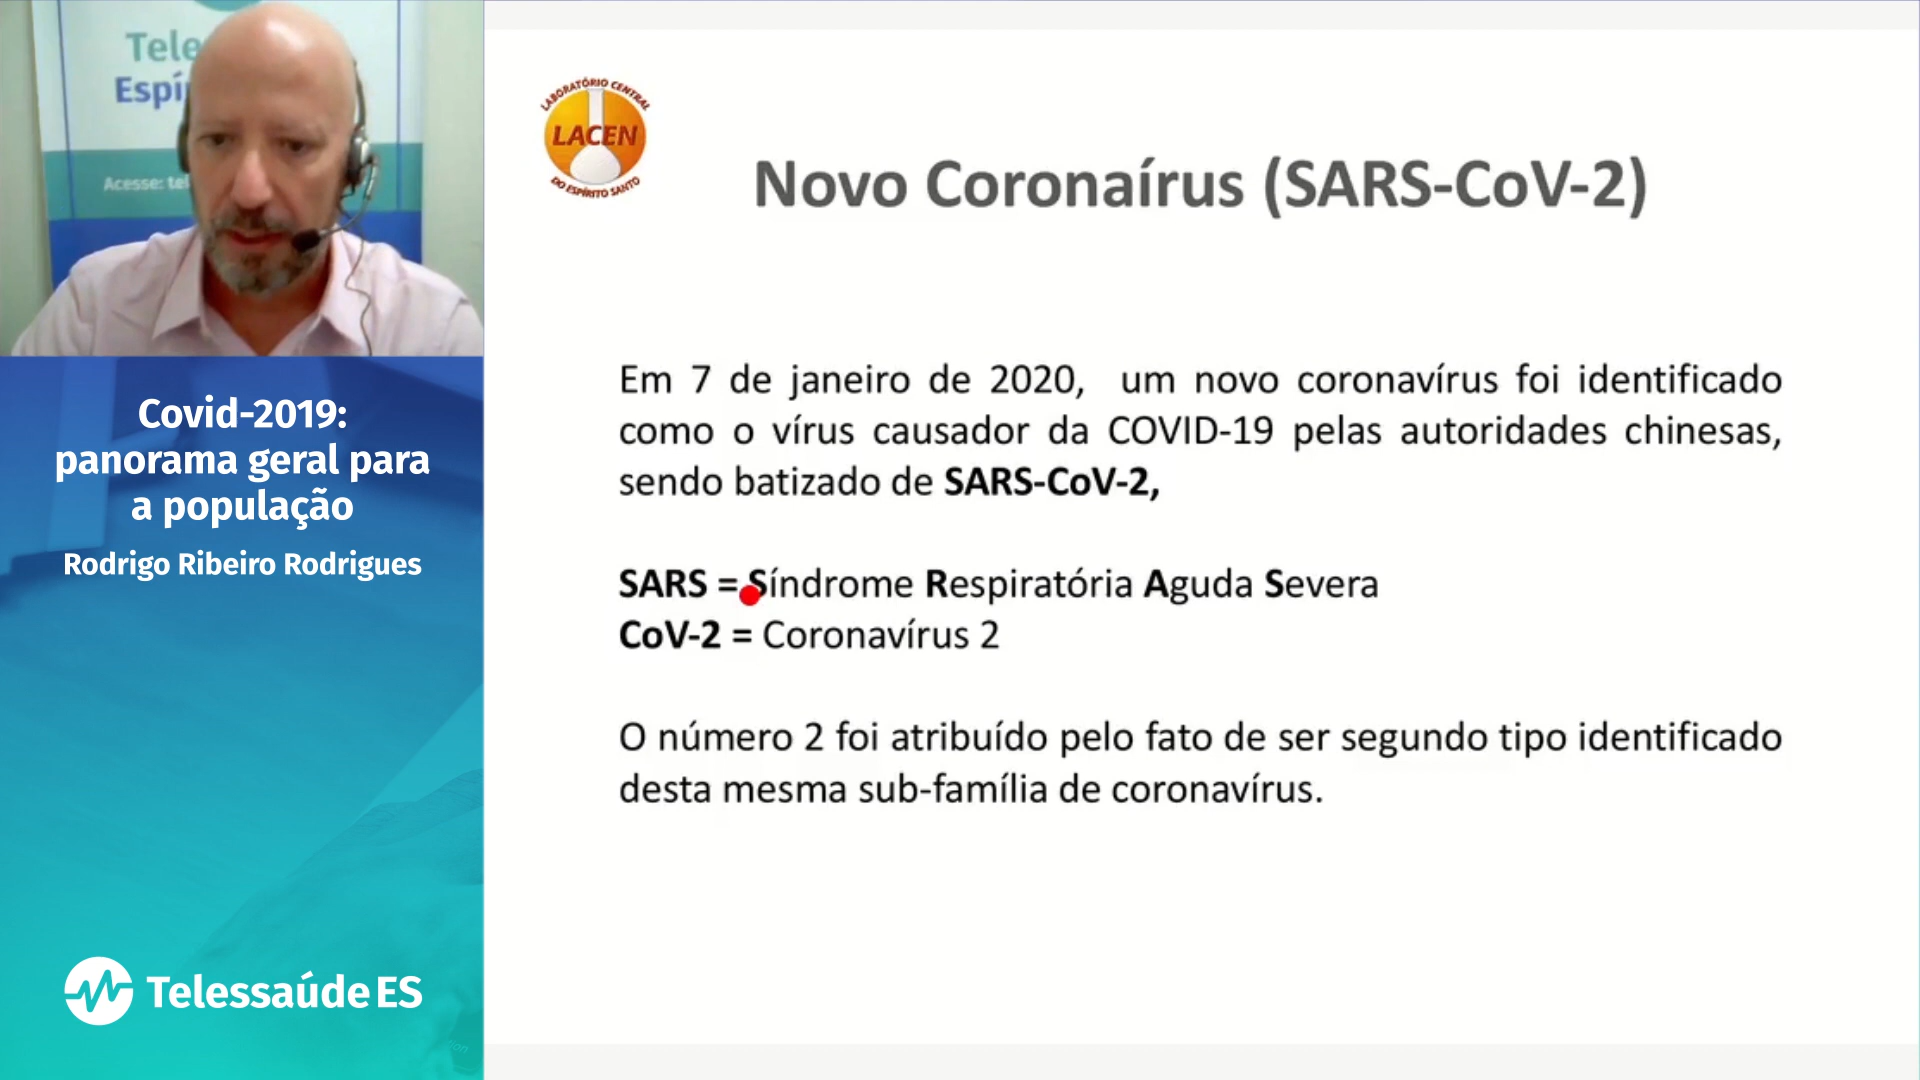 Tele
Espí
Acesse: tel
Covid-2019:
panorama geral para
a população
Rodrigo Ribeiro Rodrigues
TelessaúdeES
LABORATÓRIO CENTRAL
LACEN
DO ESPÍRITO SANTO
Novo Coronaírus (SARS-CoV-2)
Em 7 de janeiro de 2020, um novo coronavírus foi identificado
como o vírus causador da COVID-19 pelas autoridades chinesas,
sendo batizado de SARS-CoV-2,
SARS = Síndrome Respiratória Aguda Severa
CoV-2 = Coronavírus 2
O número 2 foi atribuído pelo fato de ser segundo tipo identificado
desta mesma sub-família de coronavírus.